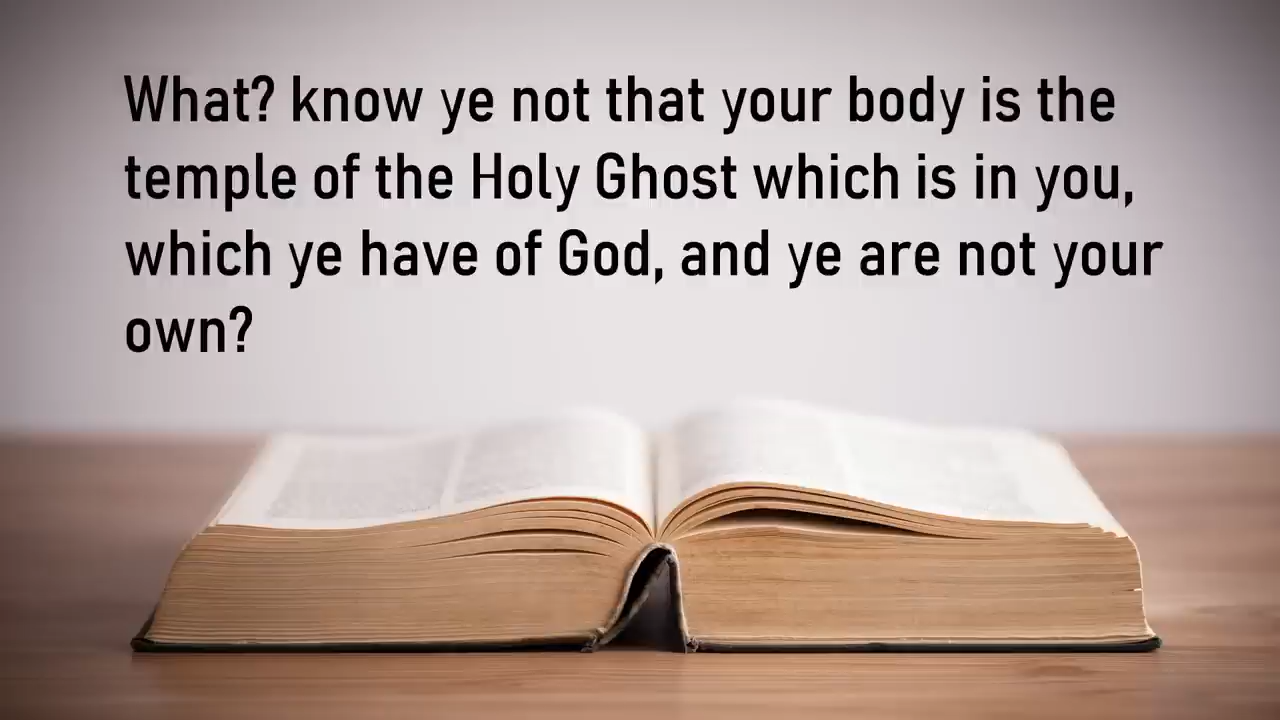 What? know ye not that your body is the
temple of the Holy Ghost which is in you,
which ye have of God, and ye are not your
own?